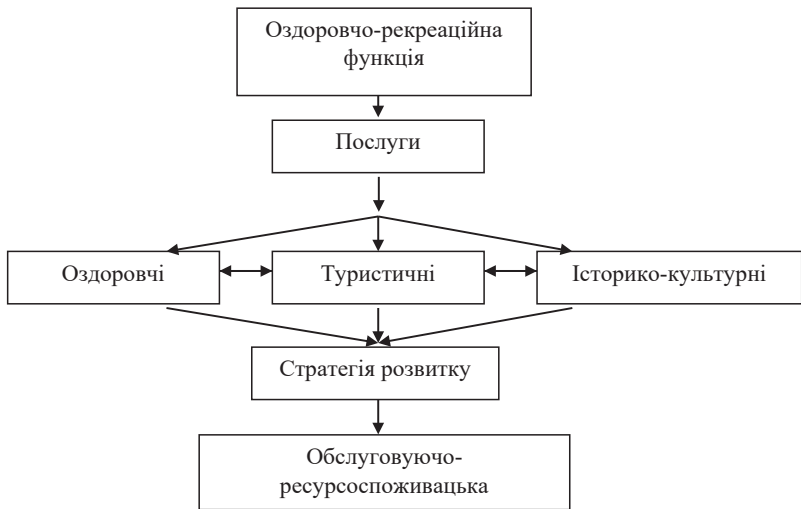 Оздоровчо-рекреаційна
функція
Послуги
Оздоровчі
Туристичні
Історико-культурні
Стратегія розвитку
Обслуговуючо-
ресурсоспоживацька